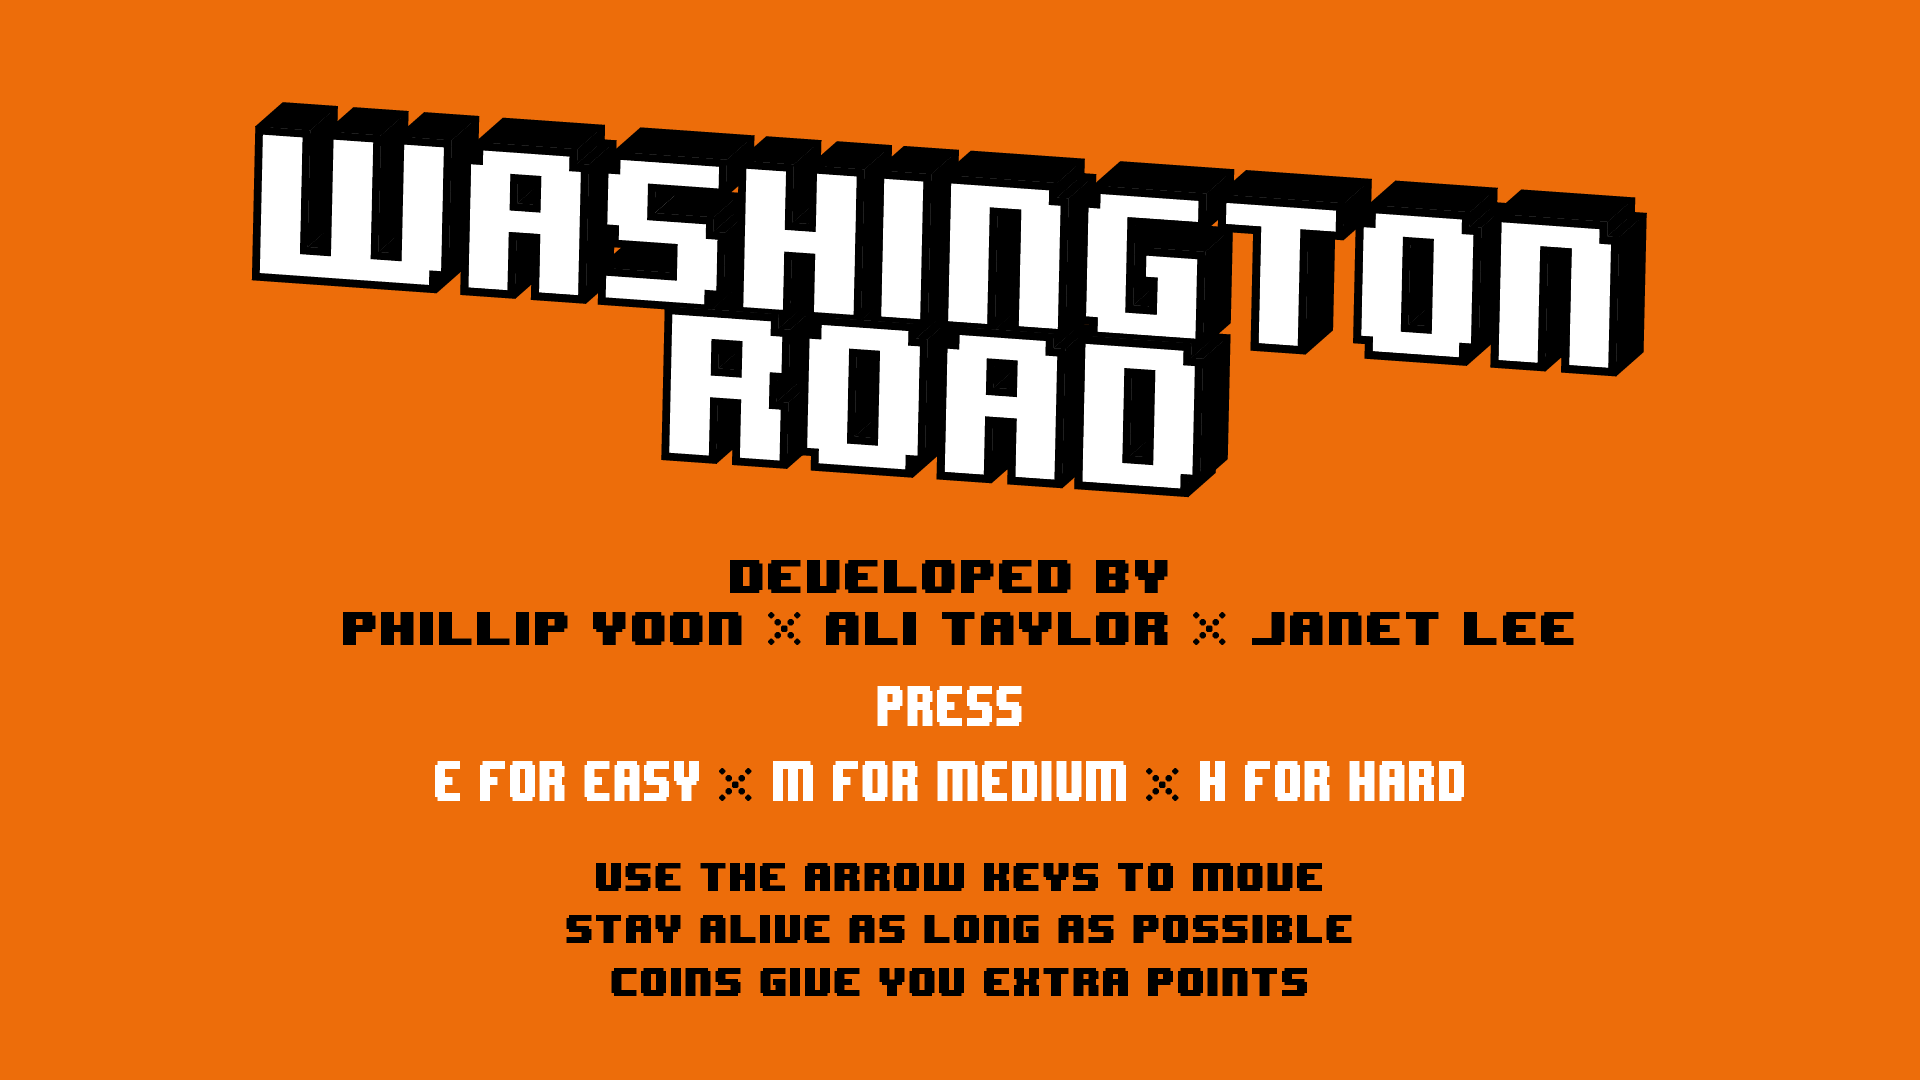 WASHINGTON
ROAD
DEVELOPED BY
PHILLIP YOON X ALI TAYLOR X JANET LEE
PRESS
E FOR EASY X M FOR MEDIUM X H FOR HARD
USE THE ARROW KEYS TO MOVE
STAY ALIVE AS LONG AS POSSIBLE
COINS GIVE YOU EXTRA POINTS